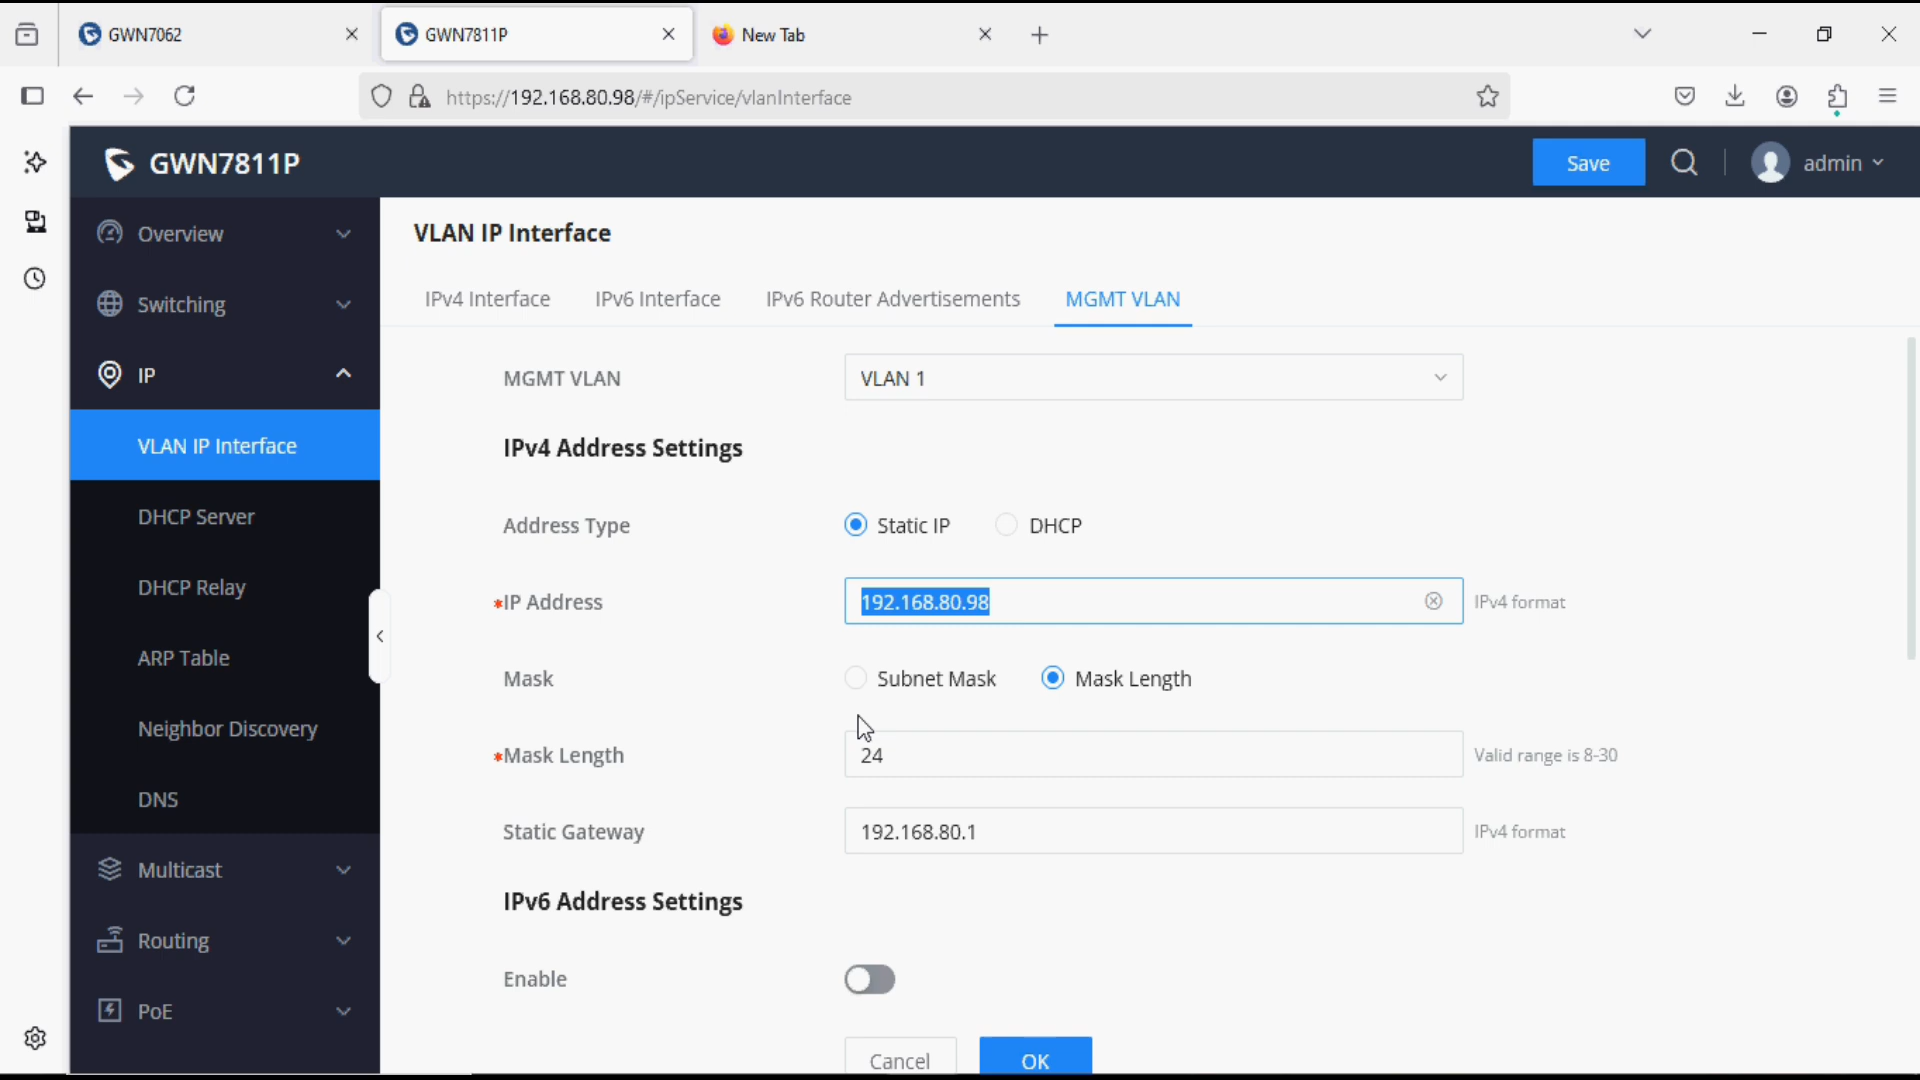 GWN7062
GWN7811P
New Tab
https://192.168.80.98/#/ipService/vlanInterface
GWN7811P
Save
admin
Overview
Switching
IP
VLAN IP Interface
DHCP Server
DHCP Relay
ARP Table
Neighbor Discovery
DNS
Multicast
Routing
PoE
VLAN IP Interface
IPv4 Interface
IPv6 Interface
IPv6 Router Advertisements
MGMT VLAN
MGMT VLAN
VLAN 1
IPv4 Address Settings
Address Type
Static IP
DHCP
*IP Address
192.168.80.98
IPv4 format
Mask
Subnet Mask
Mask Length
*Mask Length
24
Valid range is 8-30
Static Gateway
192.168.80.1
IPv4 format
IPv6 Address Settings
Enable
Cancel
OK